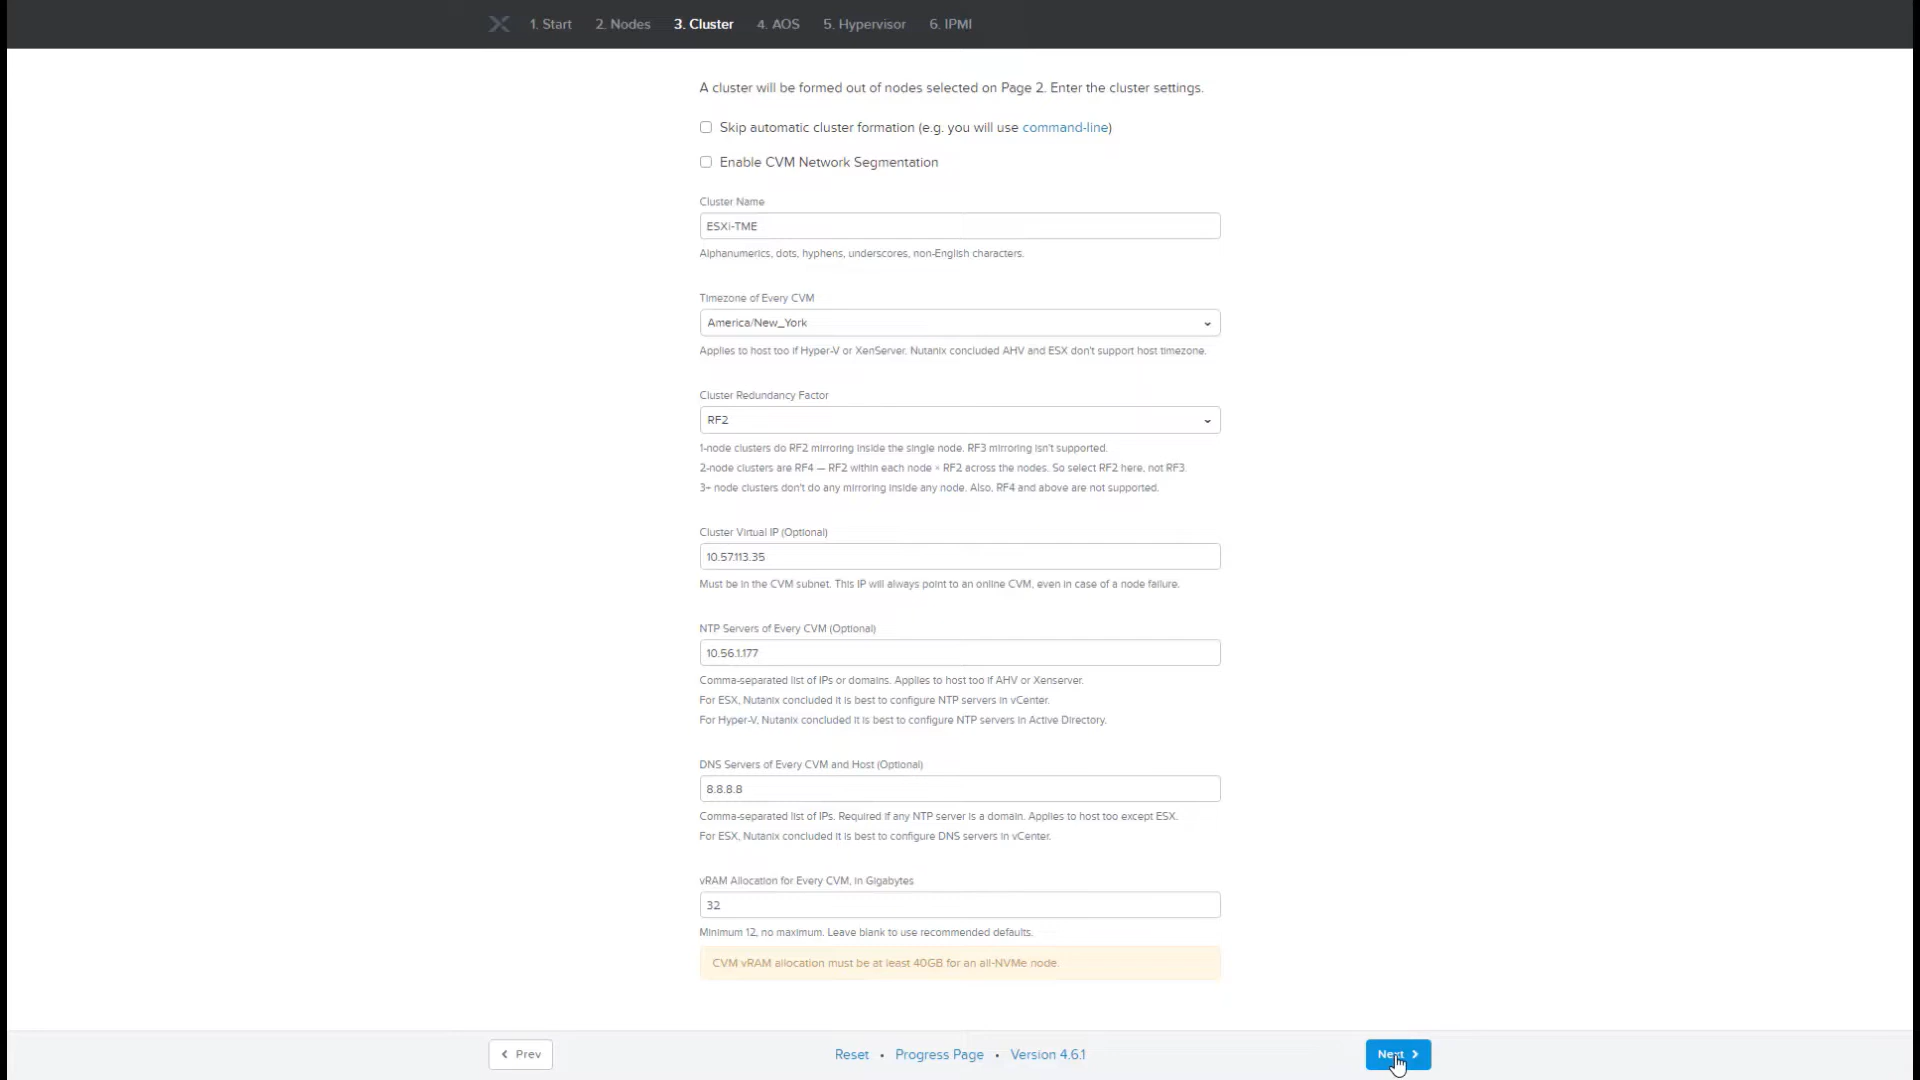 1. Start 2. Nodes 3. Cluster 4. AOS 5. Hypervisor 6. IPMI
A cluster will be formed out of nodes selected on Page 2. Enter the cluster settings.
Skip automatic cluster formation (e.g. you will use command-line)
Enable CVM Network Segmentation
Cluster Name
ESXi-TME
Alphanumerics, dots, hyphens, underscores, non-English characters.
Timezone of Every CVM
America/New_York
Applies to host too if Hyper-V or XenServer. Nutanix concluded AHV and ESX don't support host timezone.
Cluster Redundancy Factor
RF2
1-node clusters do RF2 mirroring inside the single node. RF3 mirroring isn't supported.
2-node clusters are RF4 — RF2 within each node × RF2 across the nodes. So select RF2 here, not RF3.
3+ node clusters don't do any mirroring inside any node. Also, RF4 and above are not supported.
Cluster Virtual IP (Optional)
10.57.113.35
Must be in the CVM subnet. This IP will always point to an online CVM, even in case of a node failure.
NTP Servers of Every CVM (Optional)
10.56.1.177
Comma-separated list of IPs or domains. Applies to host too if AHV or Xenserver.
For ESX, Nutanix concluded it is best to configure NTP servers in vCenter.
For Hyper-V, Nutanix concluded it is best to configure NTP servers in Active Directory.
DNS Servers of Every CVM and Host (Optional)
8.8.8.8
Comma-separated list of IPs. Required if any NTP server is a domain. Applies to host too except ESX.
For ESX, Nutanix concluded it is best to configure DNS servers in vCenter.
vRAM Allocation for Every CVM, in Gigabytes
32
Minimum 12, no maximum. Leave blank to use recommended defaults.
CVM vRAM allocation must be at least 40GB for an all-NVMe node.
Prev Reset • Progress Page • Version 4.6.1 Next